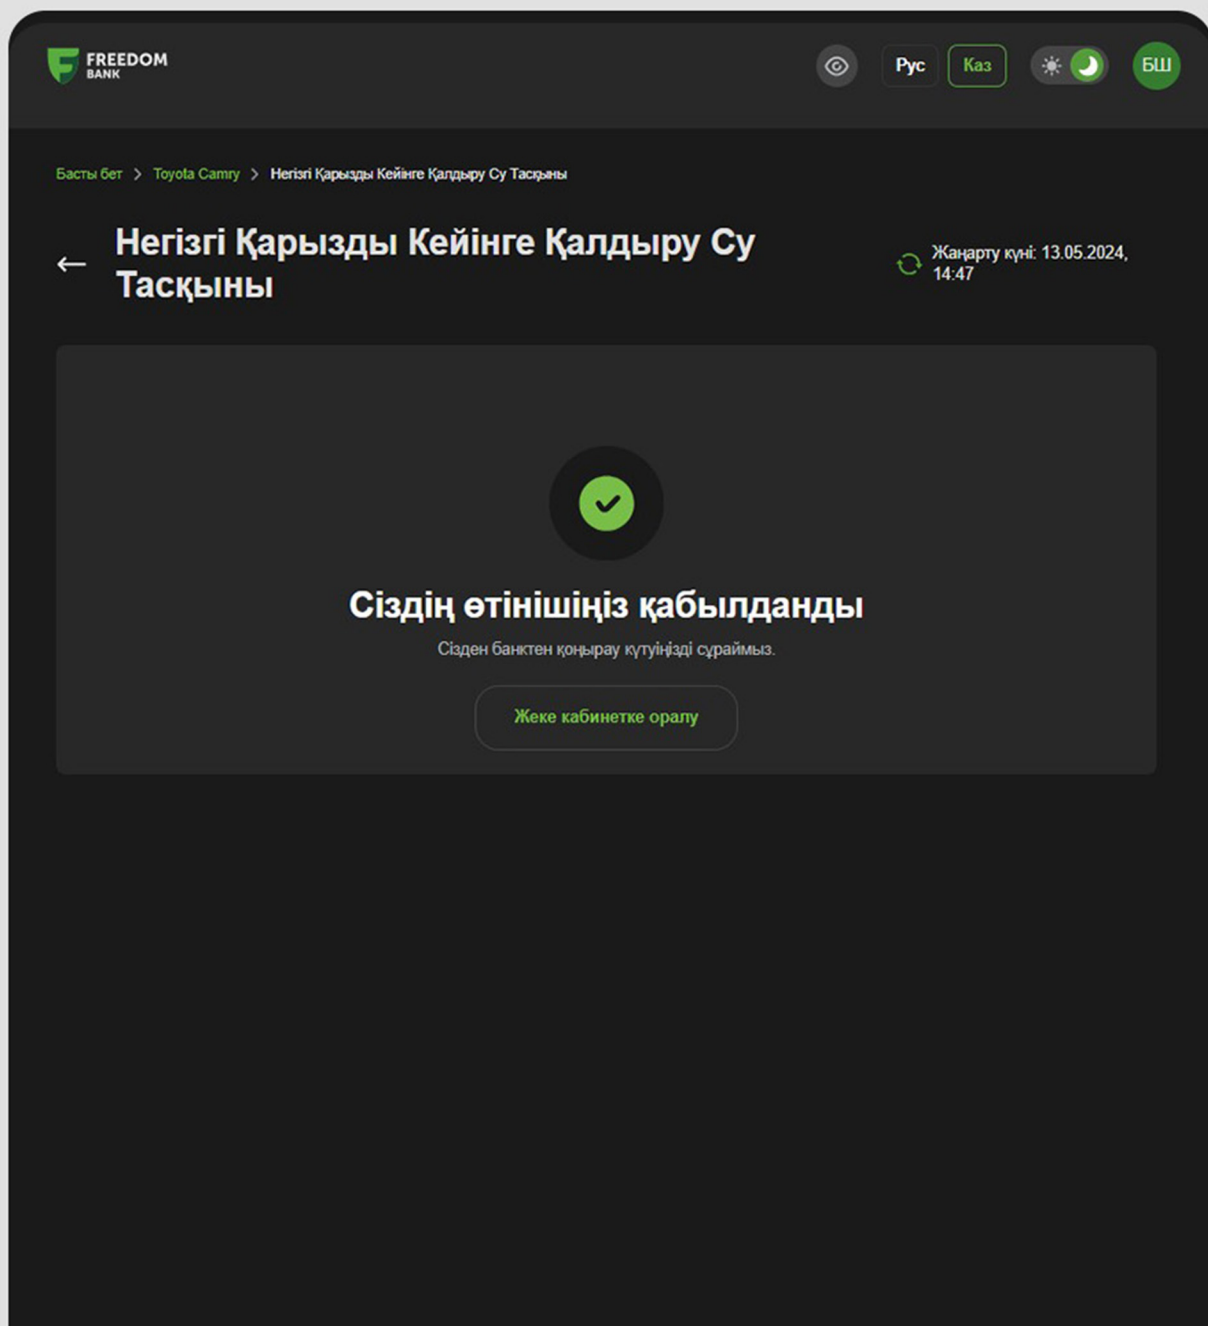 FREEDOM
BANK
Рус
Каз
БШ
Басты бет > Toyota Camry > Негізгі Қарызды Кейінге Қалдыру Су Тасқыны
Негізгі Қарызды Кейінге Қалдыру Су
Тасқыны
Жаңарту күні: 13.05.2024,
14:47
Сіздің өтінішіңіз қабылданды
Сізден банктен қоңырау күтуіңізді сұраймыз.
Жеке кабинетке оралу